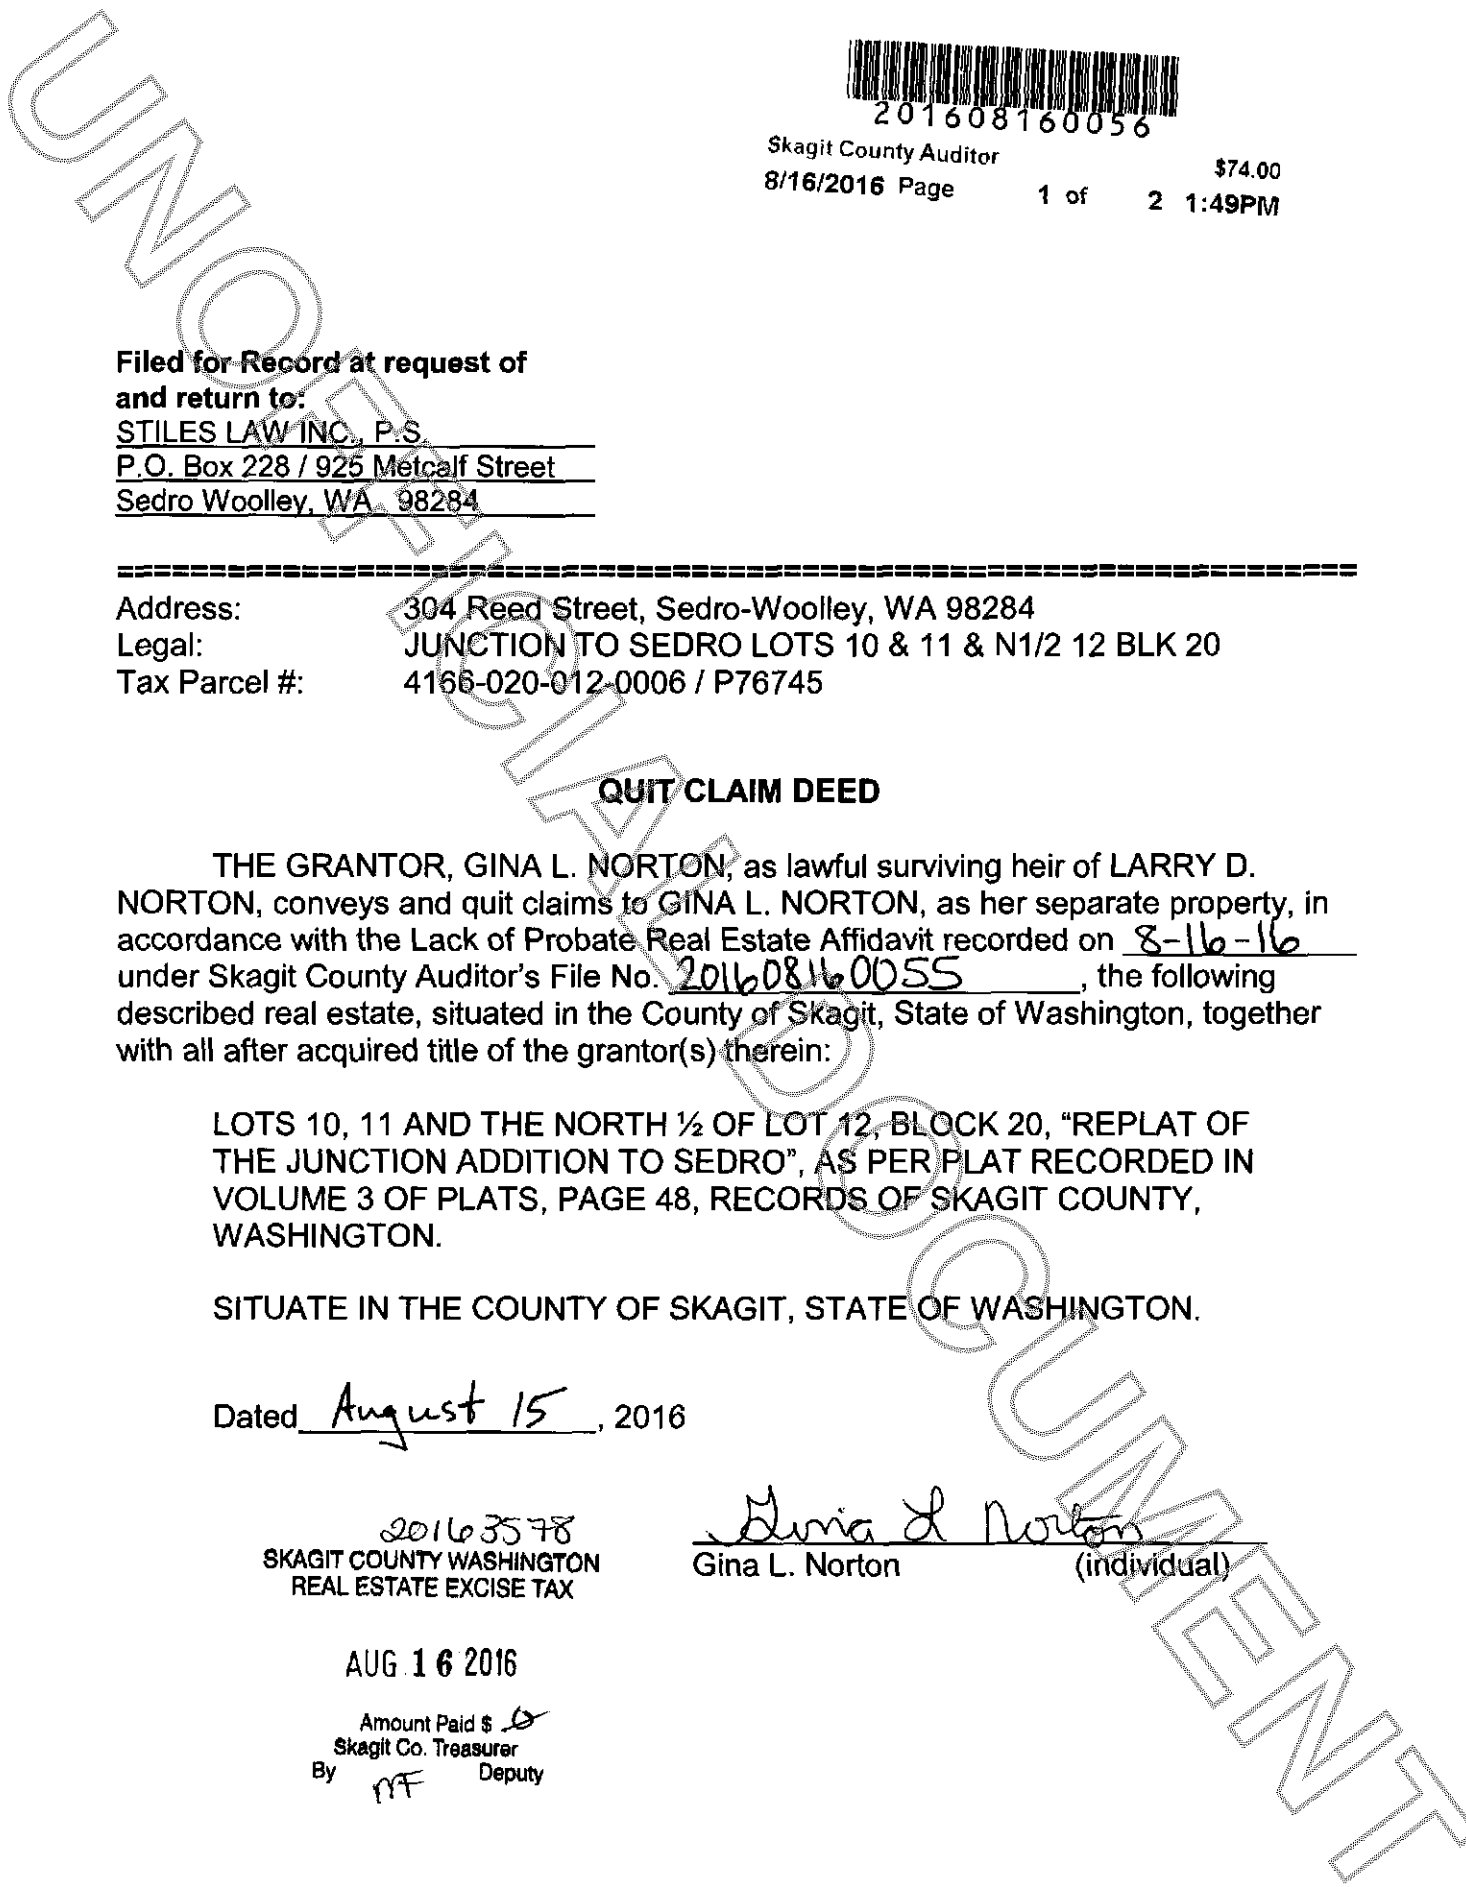 201608160056
Skagit County Auditor $74.00
8/16/2016 Page 1 of 2 1:49PM
Filed for Record at request of
and return to:
STILES LAW INC., P.S.
P.O. Box 228 / 925 Metcalf Street
Sedro Woolley, WA 98284
====================================================================
Address: 304 Reed Street, Sedro-Woolley, WA 98284
Legal: JUNCTION TO SEDRO LOTS 10 & 11 & N1/2 12 BLK 20
Tax Parcel #: 4166-020-012-0006 / P76745
QUIT CLAIM DEED
THE GRANTOR, GINA L. NORTON, as lawful surviving heir of LARRY D.
NORTON, conveys and quit claims to GINA L. NORTON, as her separate property, in
accordance with the Lack of Probate Real Estate Affidavit recorded on 8-16-16
under Skagit County Auditor's File No. 201608160055, the following
described real estate, situated in the County of Skagit, State of Washington, together
with all after acquired title of the grantor(s) therein:
LOTS 10, 11 AND THE NORTH ½ OF LOT 12, BLOCK 20, “REPLAT OF
THE JUNCTION ADDITION TO SEDRO”, AS PER PLAT RECORDED IN
VOLUME 3 OF PLATS, PAGE 48, RECORDS OF SKAGIT COUNTY,
WASHINGTON.
SITUATE IN THE COUNTY OF SKAGIT, STATE OF WASHINGTON.
Dated August 15, 2016
Gina L Norton
Gina L. Norton (individual)
20163578
SKAGIT COUNTY WASHINGTON
REAL ESTATE EXCISE TAX
AUG 16 2016
Amount Paid $ 0
Skagit Co. Treasurer
By MF Deputy
UNOFFICIAL DOCUMENT